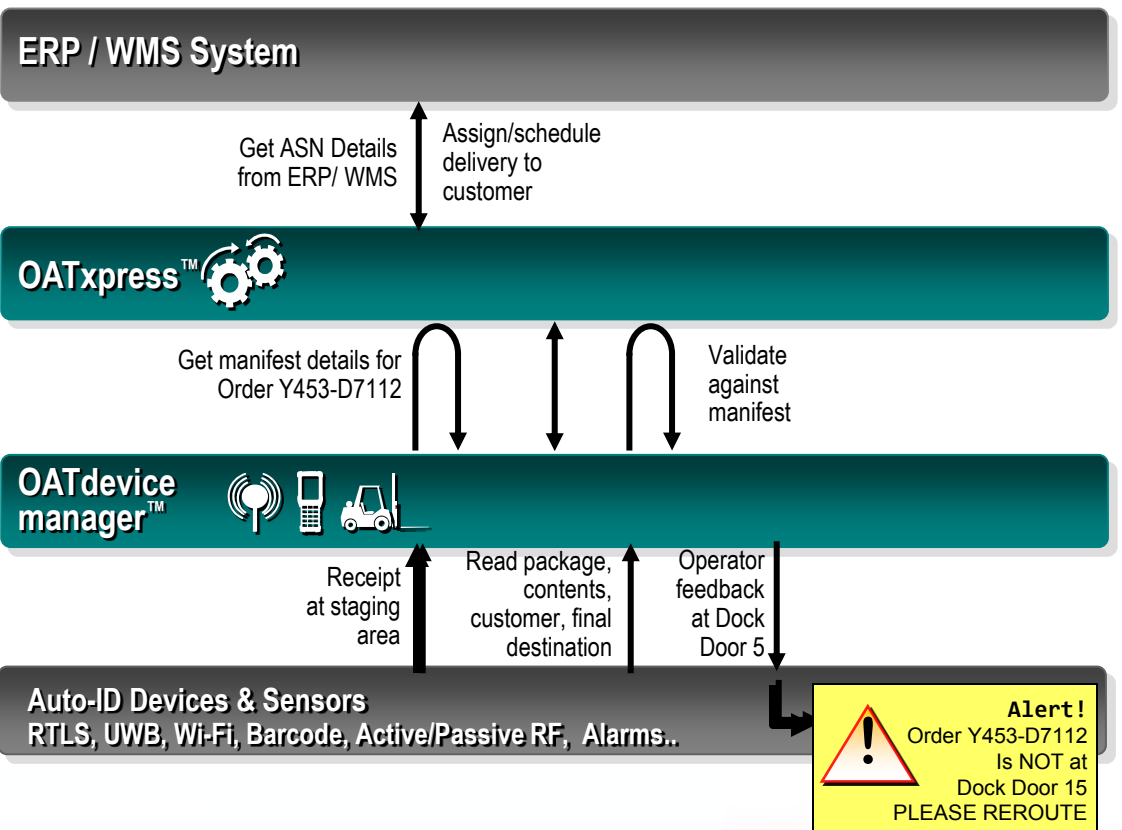 ERP / WMS System
Get ASN Details
from ERP/ WMS
Assign/schedule
delivery to
customer
OATxpress™
Get manifest details for
Order Y453-D7112
Validate
against
manifest
OATdevice
manager™
Receipt
at staging
area
Read package,
contents,
customer, final
destination
Operator
feedback
at Dock
Door 5
Auto-ID Devices & Sensors
RTLS, UWB, Wi-Fi, Barcode, Active/Passive RF, Alarms..
Alert!
Order Y453-D7112
Is NOT at
Dock Door 15
PLEASE REROUTE